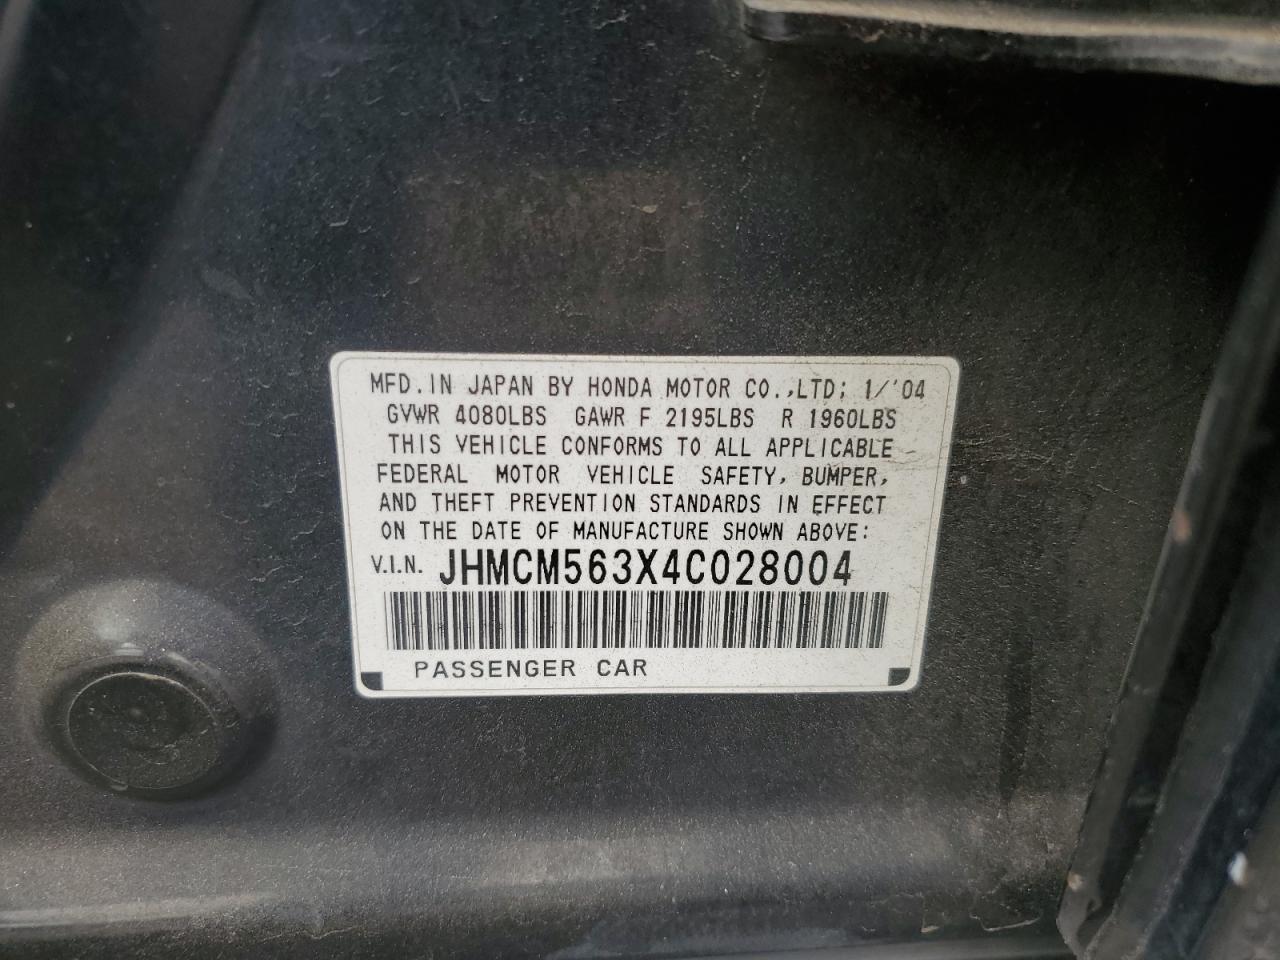 MFD. IN JAPAN BY HONDA MOTOR CO.,LTD; 1/'04
GVWR 4080LBS GAWR F 2195LBS R 1960LBS
THIS VEHICLE CONFORMS TO ALL APPLICABLE
FEDERAL MOTOR VEHICLE SAFETY, BUMPER,
AND THEFT PREVENTION STANDARDS IN EFFECT
ON THE DATE OF MANUFACTURE SHOWN ABOVE:
V.I.N. JHMCM563X4C028004
PASSENGER CAR